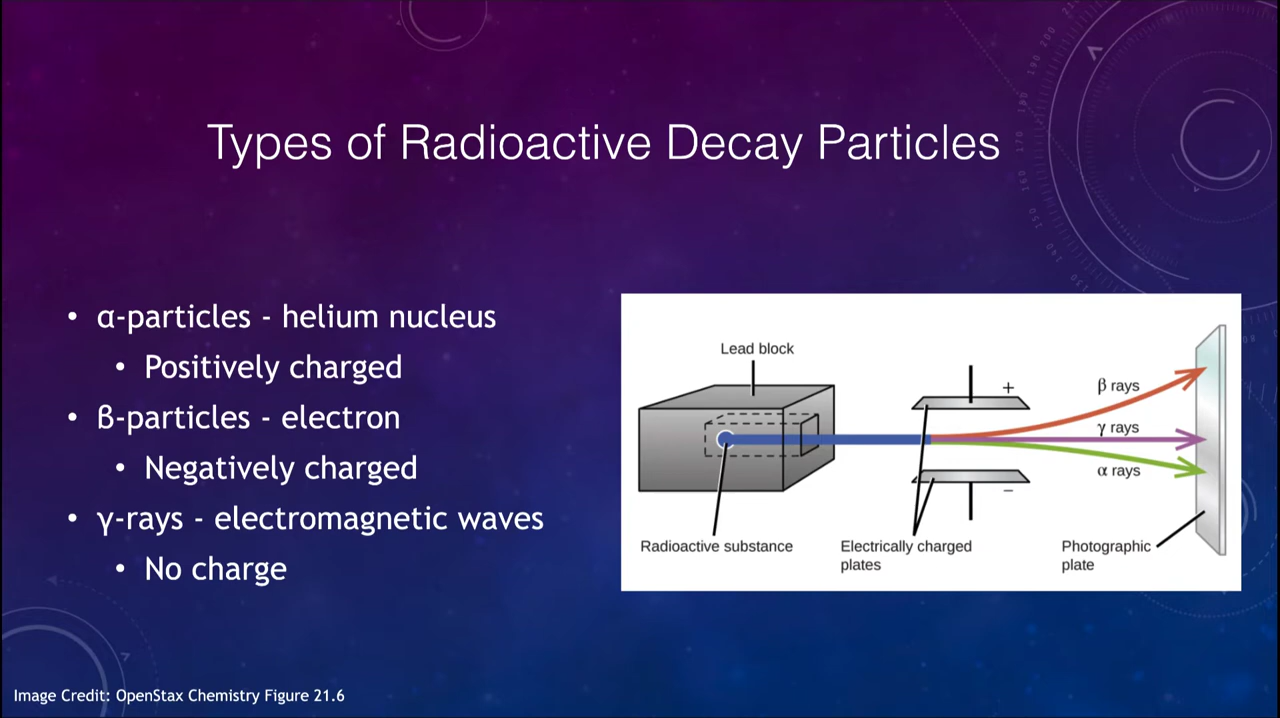 Types of Radioactive Decay Particles
• α-particles - helium nucleus
• Positively charged
• β-particles - electron
• Negatively charged
• γ-rays - electromagnetic waves
• No charge
Lead block
+
β rays
γ rays
α rays
–
Radioactive substance
Electrically charged
plates
Photographic
plate
Image Credit: OpenStax Chemistry Figure 21.6